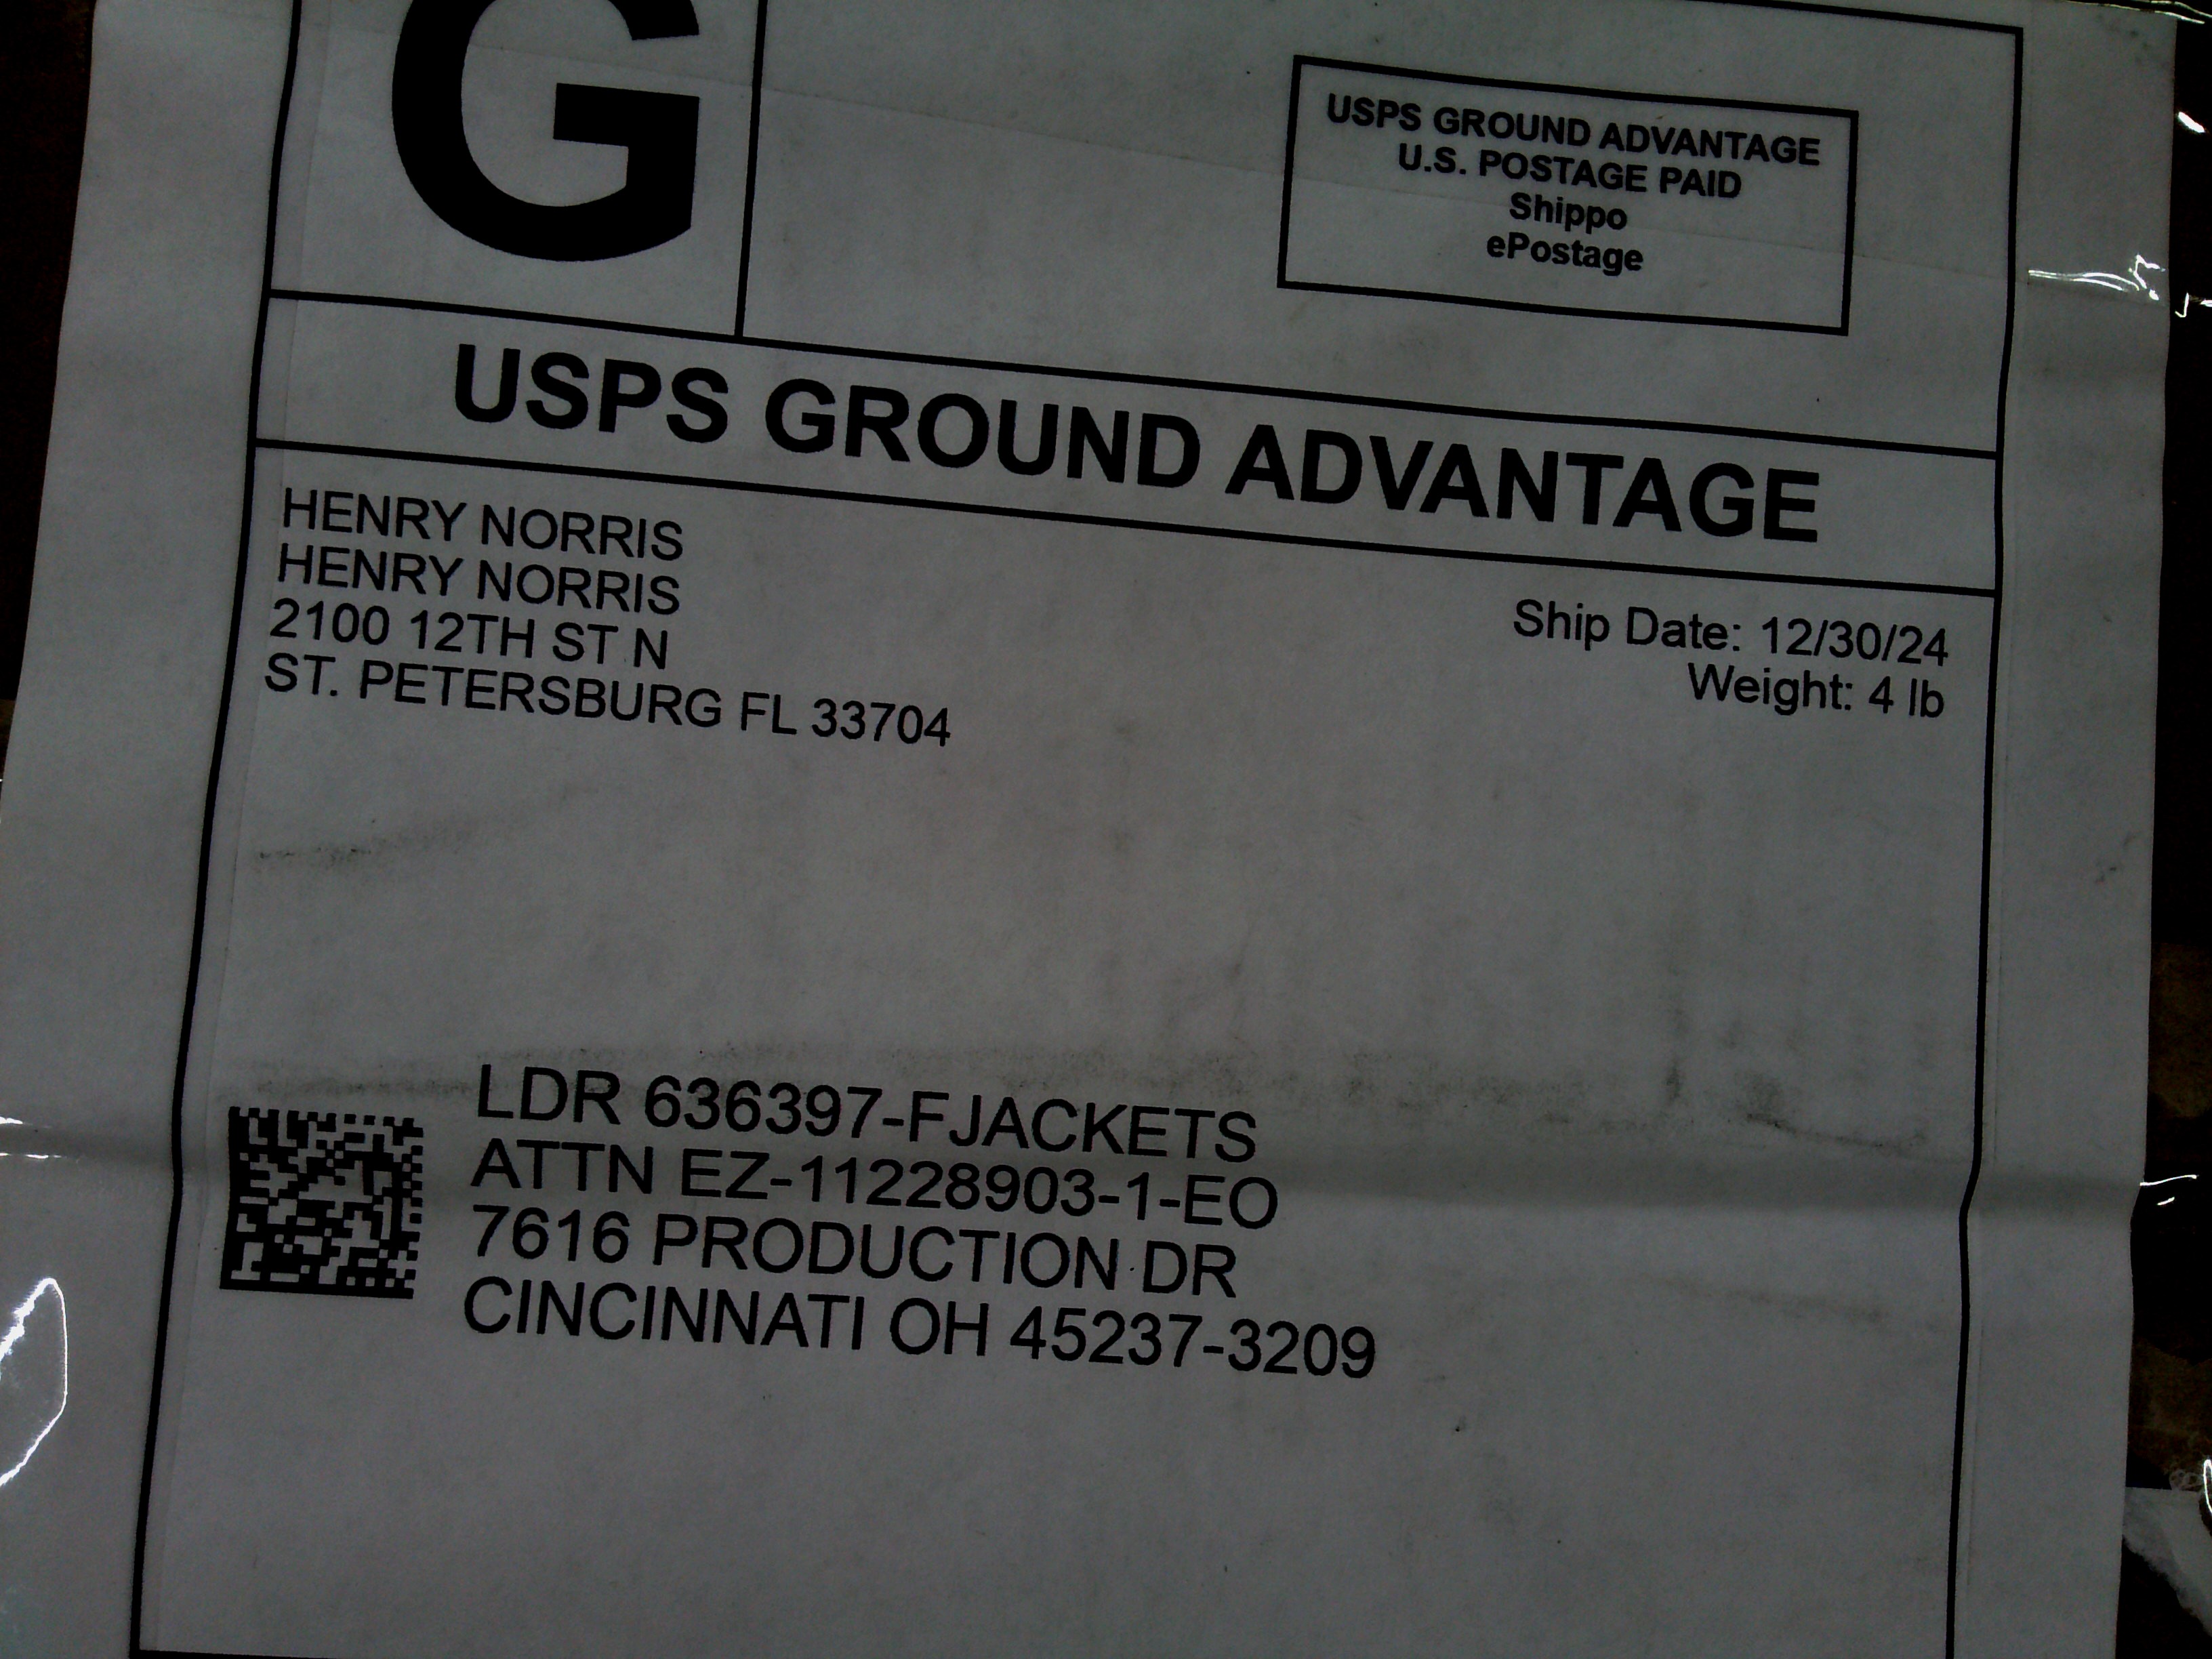 G
USPS GROUND ADVANTAGE
U.S. POSTAGE PAID
Shippo
ePostage
USPS GROUND ADVANTAGE
HENRY NORRIS
HENRY NORRIS
2100 12TH ST N
ST. PETERSBURG FL 33704
Ship Date: 12/30/24
Weight: 4 lb
LDR 636397-FJACKETS
ATTN EZ-11228903-1-EO
7616 PRODUCTION DR
CINCINNATI OH 45237-3209